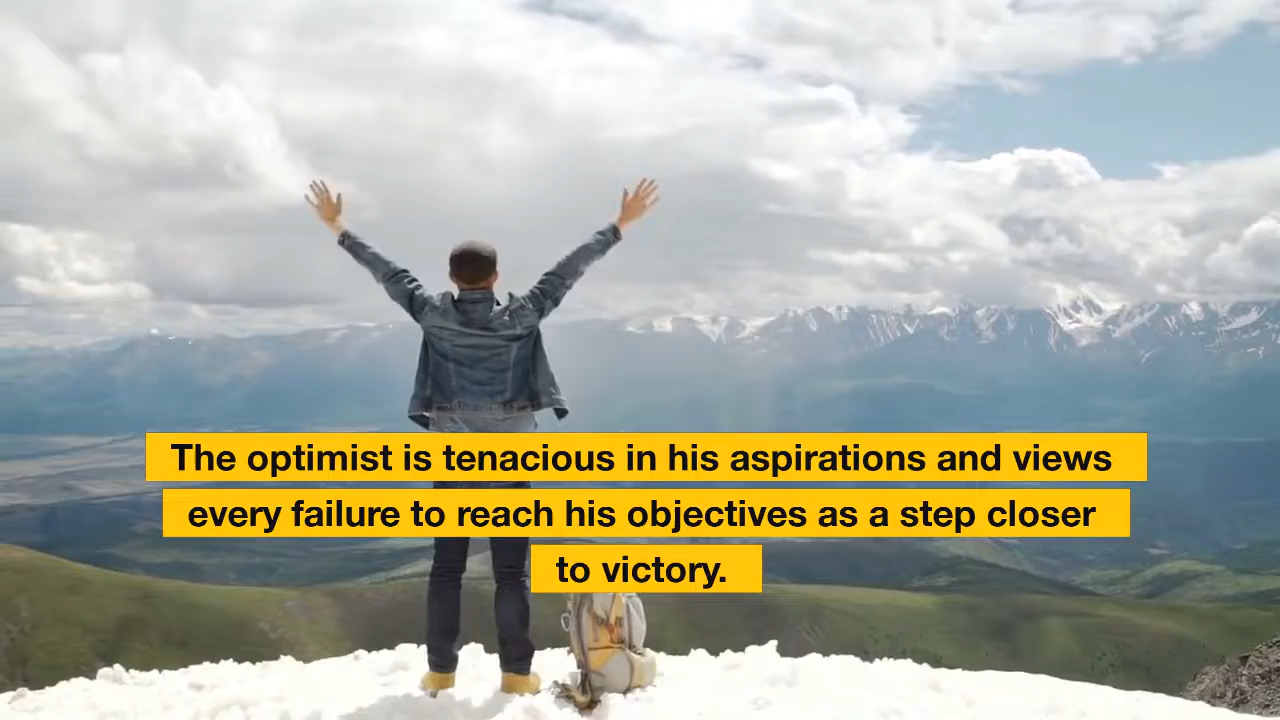 The optimist is tenacious in his aspirations and views
every failure to reach his objectives as a step closer
to victory.